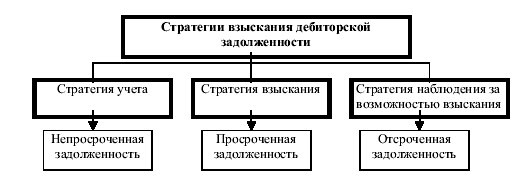 Стратегии взыскания дебиторской
задолженности
Стратегия учета
Стратегия взыскания
Стратегия наблюдения за
возможностью взыскания
Непросроченная
задолженность
Просроченная
задолженность
Отсроченная
задолженность